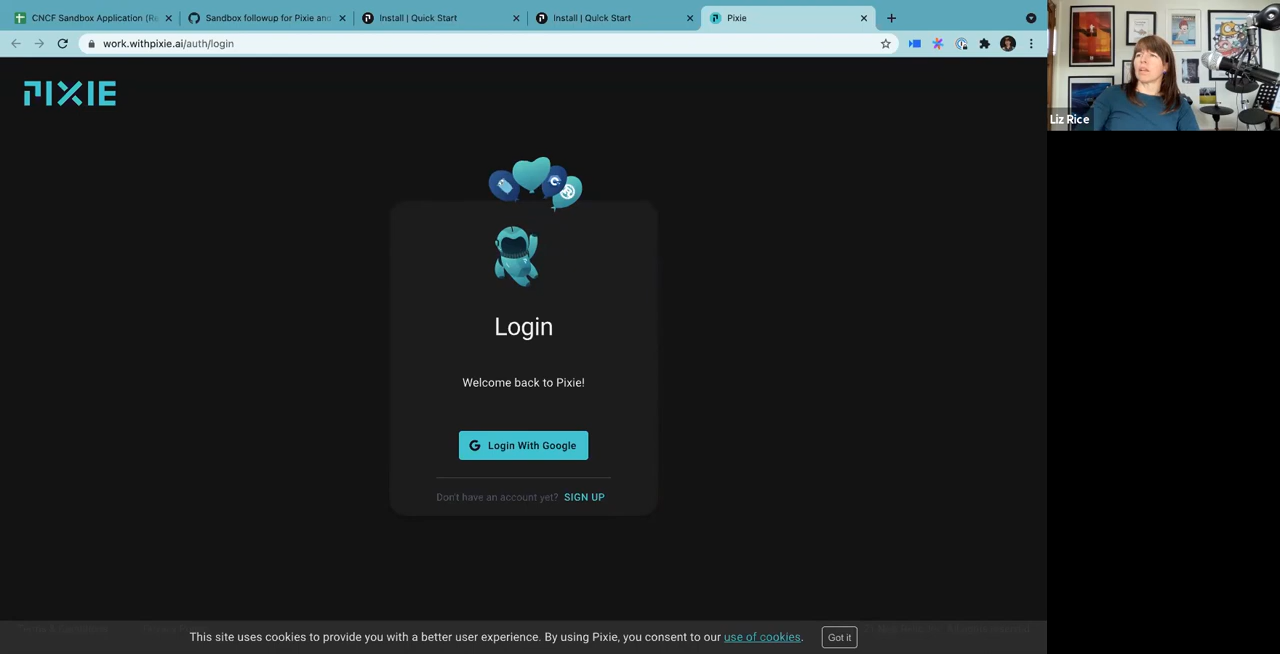 CNCF Sandbox Application (Re
Sandbox followup for Pixie and
Install | Quick Start
Install | Quick Start
Pixie
work.withpixie.ai/auth/login
Liz Rice
PIXIE
Login
Welcome back to Pixie!
Login With Google
Don't have an account yet? SIGN UP
This site uses cookies to provide you with a better user experience. By using Pixie, you consent to our use of cookies.
Got it